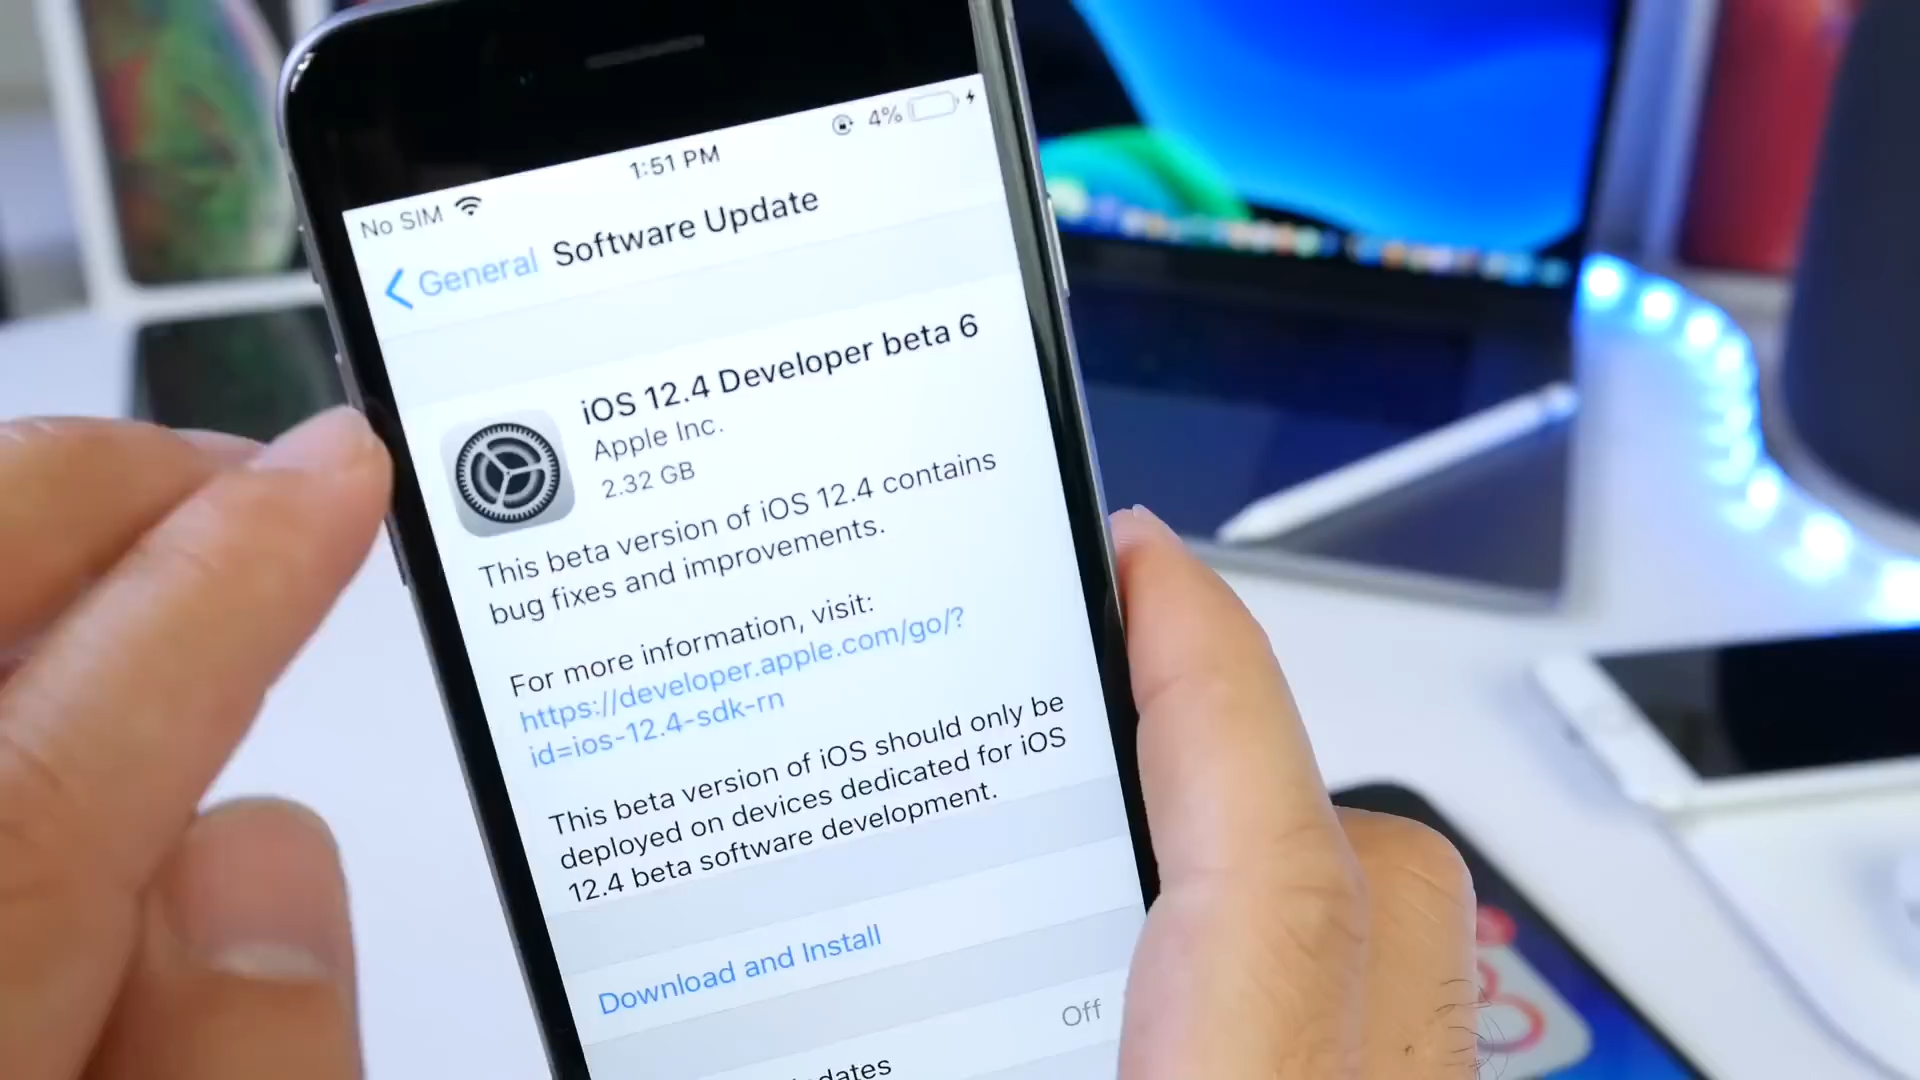 No SIM 1:51 PM 4%
General Software Update
iOS 12.4 Developer beta 6
Apple Inc.
2.32 GB
This beta version of iOS 12.4 contains
bug fixes and improvements.
For more information, visit:
https://developer.apple.com/go/?
id=ios-12.4-sdk-rn
This beta version of iOS should only be
deployed on devices dedicated for iOS
12.4 beta software development.
Download and Install
Off